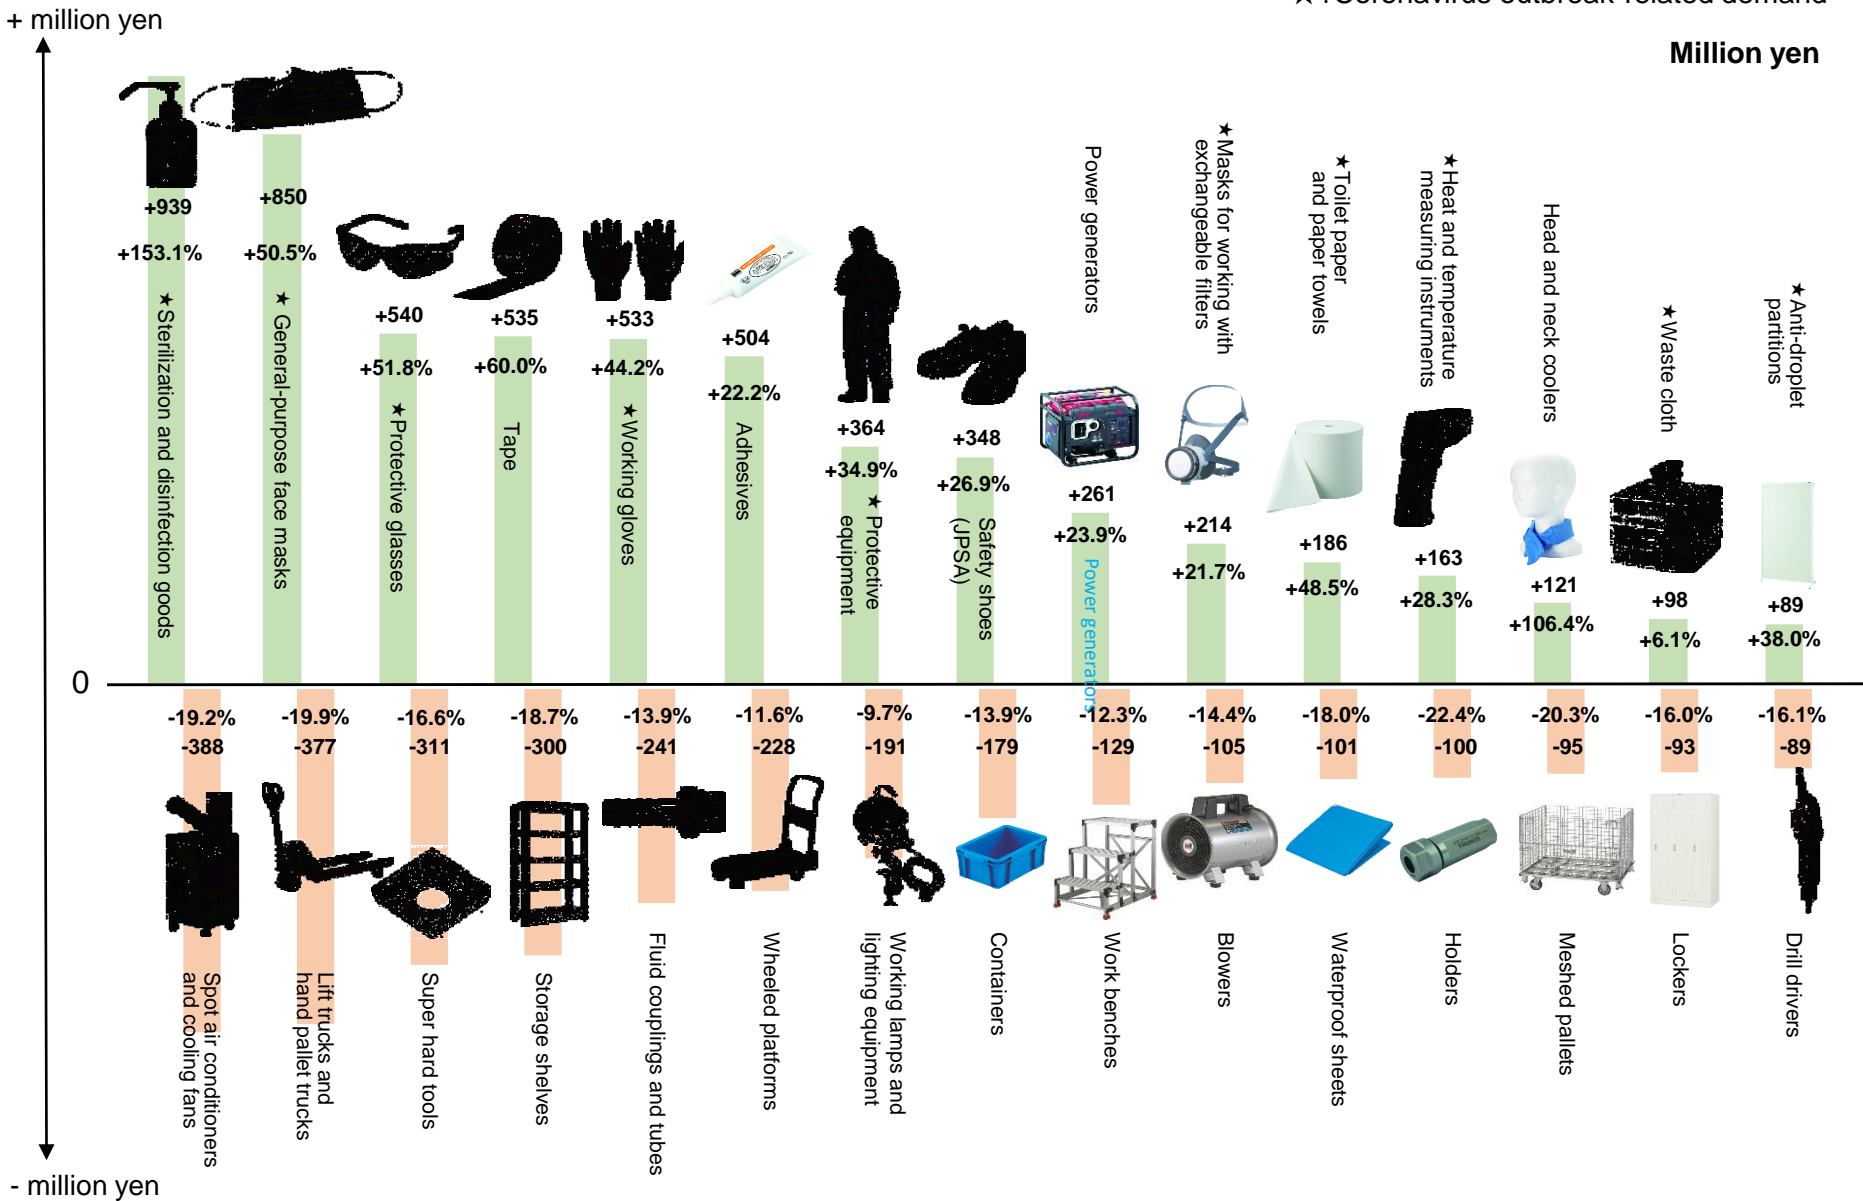 ★:Coronavirus outbreak-related demand
+ million yen
Million yen
+939
+153.1%
★Sterilization and disinfection goods
+850
+50.5%
★ General-purpose face masks
+540
+51.8%
★Protective glasses
+535
+60.0%
Tape
+533
+44.2%
★Working gloves
+504
+22.2%
Adhesives
+364
+34.9%
★ Protective
equipment
+348
+26.9%
Safety shoes
(JPSA)
Power generators
+261
+23.9%
Power generators
★Masks for working with
exchangeable filters
+214
+21.7%
★Toilet paper
and paper towels
+186
+48.5%
★Heat and temperature
measuring instruments
+163
+28.3%
Head and neck coolers
+121
+106.4%
★Waste cloth
+98
+6.1%
★Anti-droplet
partitions
+89
+38.0%
0
-19.2%
-388
Spot air conditioners
and cooling fans
-19.9%
-377
Lift trucks and
hand pallet trucks
-16.6%
-311
Super hard tools
-18.7%
-300
Storage shelves
-13.9%
-241
Fluid couplings and tubes
-11.6%
-228
Wheeled platforms
-9.7%
-191
Working lamps and
lighting equipment
-13.9%
-179
Containers
-12.3%
-129
Work benches
-14.4%
-105
Blowers
-18.0%
-101
Waterproof sheets
-22.4%
-100
Holders
-20.3%
-95
Meshed pallets
-16.0%
-93
Lockers
-16.1%
-89
Drill drivers
- million yen